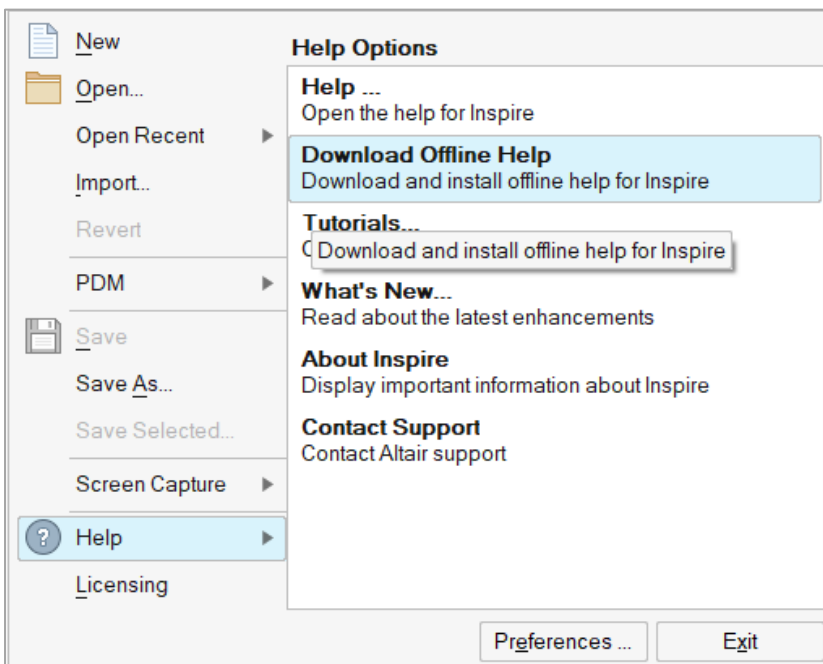 New
Open...
Open Recent
Import...
Revert
PDM
Save
Save As...
Save Selected...
Screen Capture
Help
Licensing
Help Options
Help ...
Open the help for Inspire
Download Offline Help
Download and install offline help for Inspire
Tutorials...
Download and install offline help for Inspire
What's New...
Read about the latest enhancements
About Inspire
Display important information about Inspire
Contact Support
Contact Altair support
Preferences ...
Exit